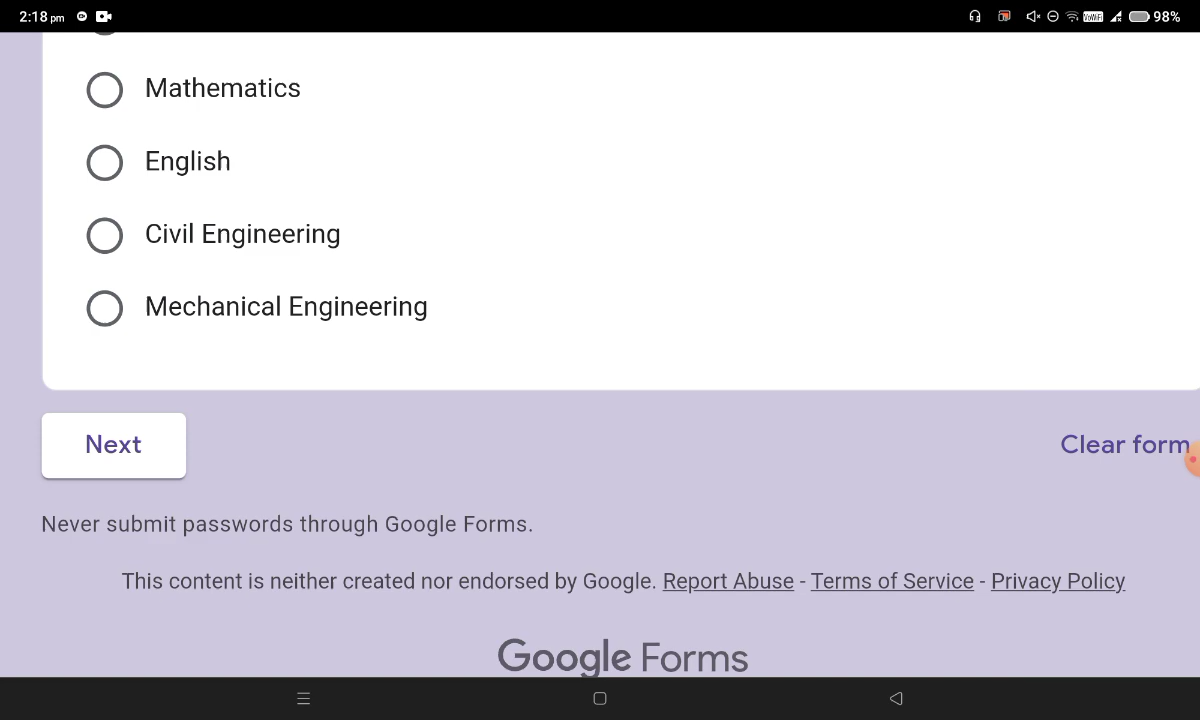 2:18 pm VoWiFi 98%
Mathematics
English
Civil Engineering
Mechanical Engineering
Next Clear form
Never submit passwords through Google Forms.
This content is neither created nor endorsed by Google. Report Abuse - Terms of Service - Privacy Policy
Google Forms